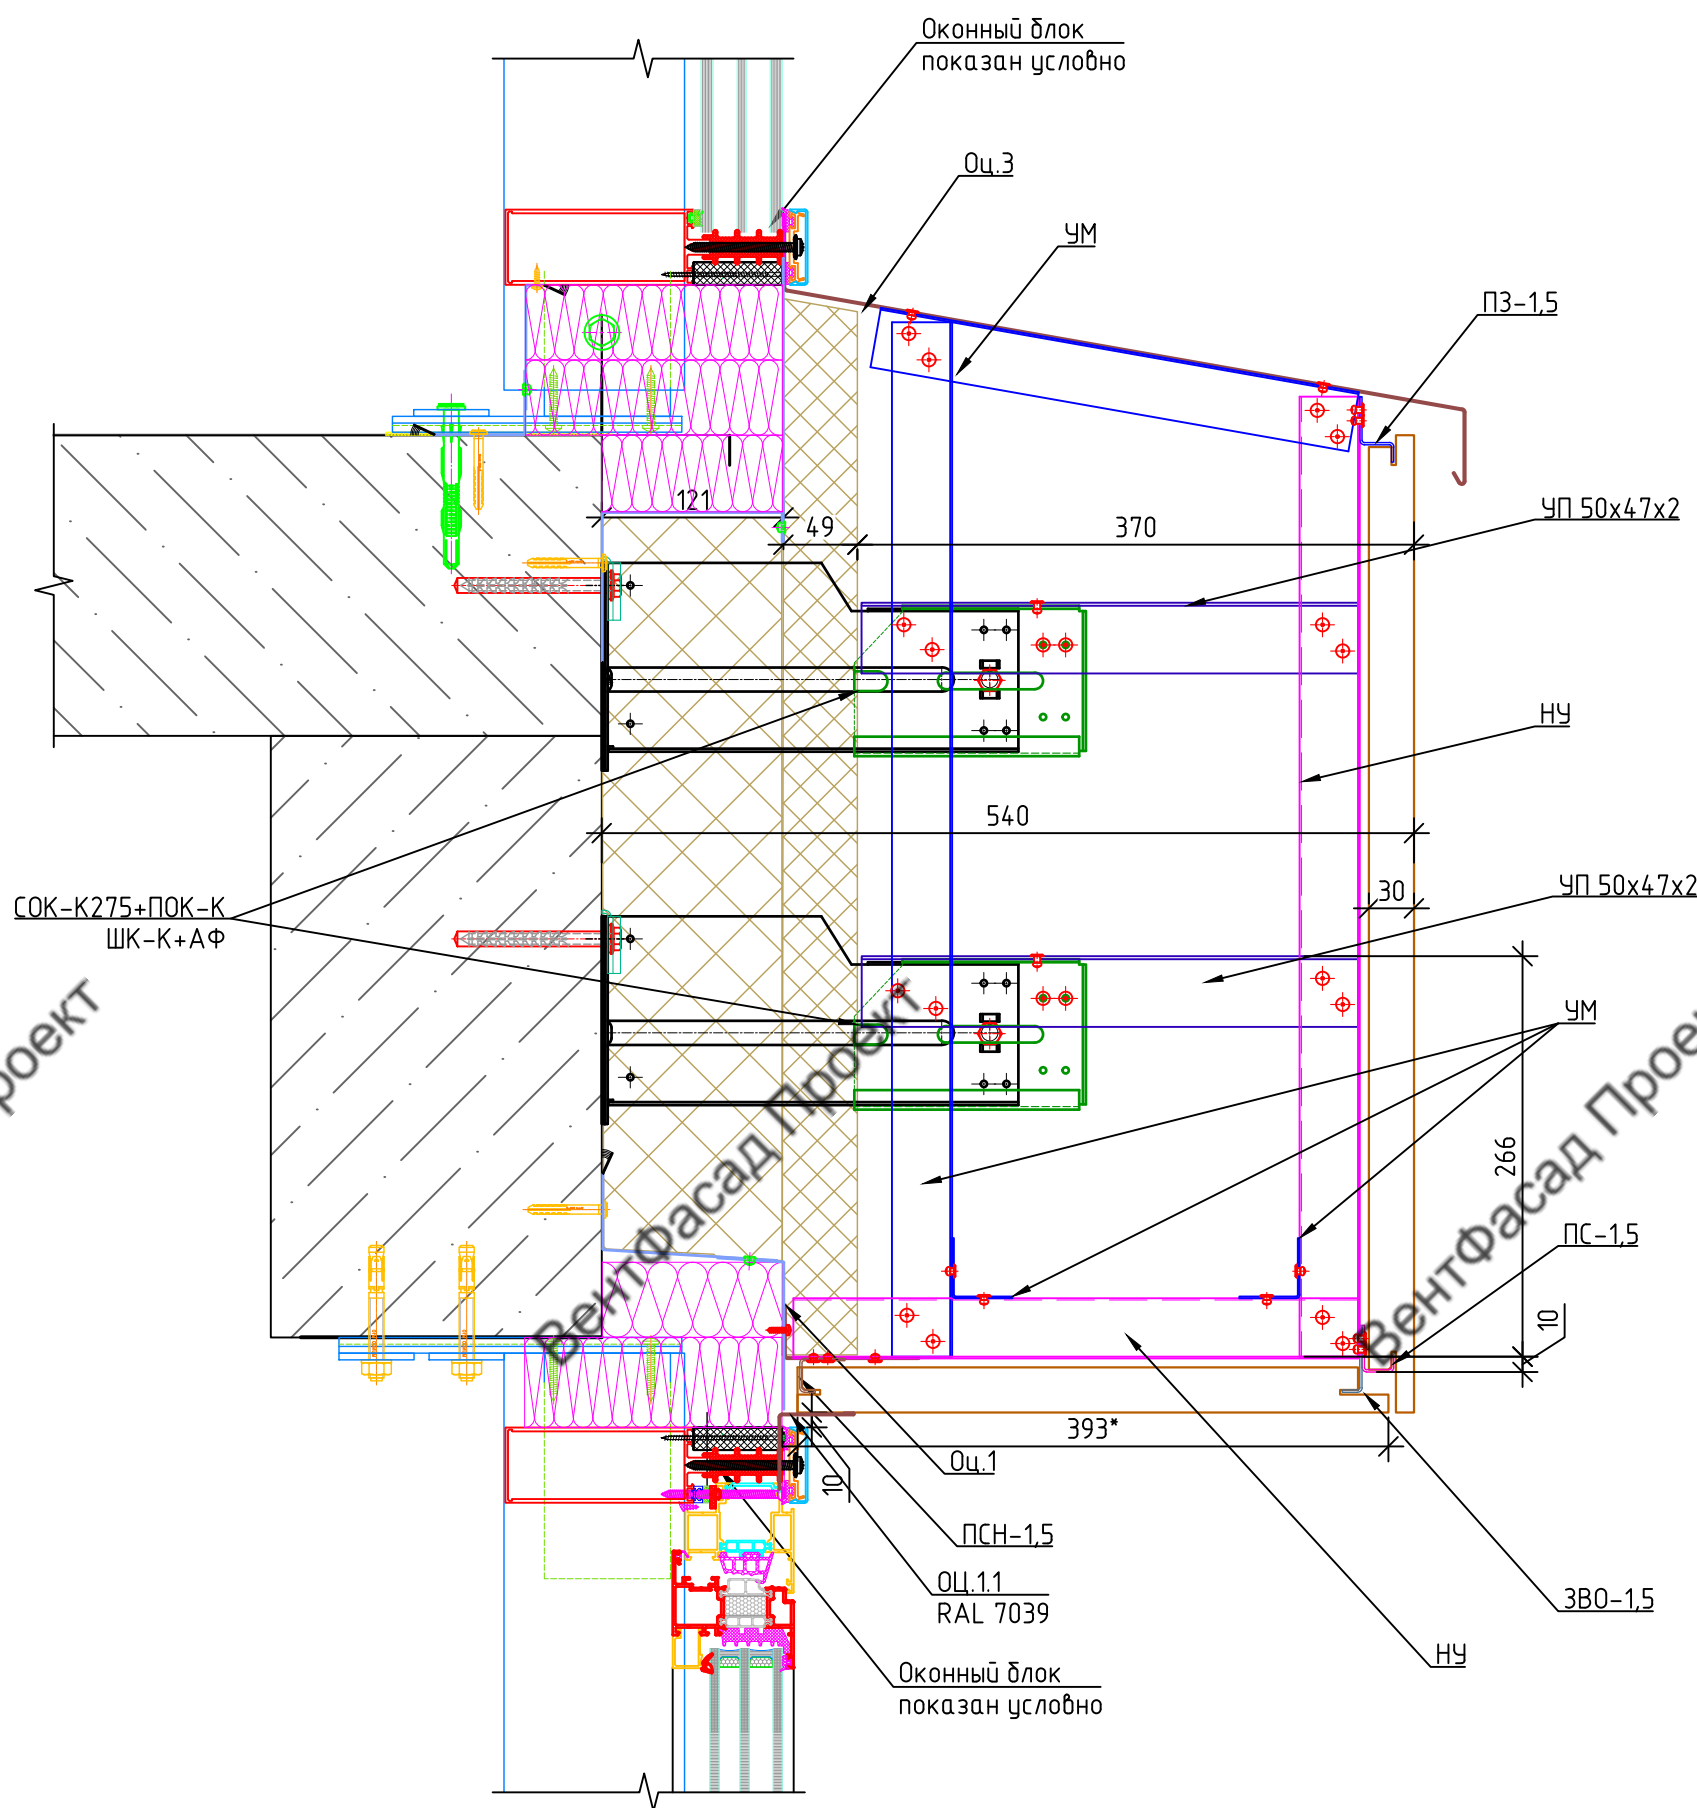 Оконный блок
показан условно
Оц.3
УМ
ПЗ-1,5
121
49
370
УП 50х47х2
НУ
540
УП 50х47х2
30
СОК-К275+ПОК-К
ШК-К+АФ
УМ
266
ПС-1,5
10
роект
ВентФасад Проект
ВентФасад Проек
393*
Оц.1
10
ПСН-1,5
ОЦ.1.1
RAL 7039
ЗВО-1,5
НУ
Оконный блок
показан условно